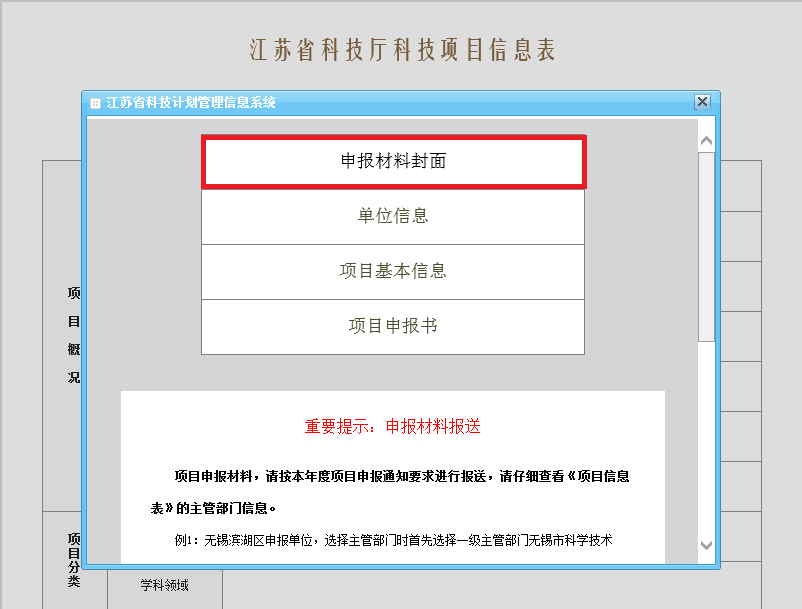 江苏省科技厅科技项目信息表
江苏省科技计划管理信息系统
申报材料封面
单位信息
项目基本信息
项目申报书
重要提示：申报材料报送
项目申报材料，请按本年度项目申报通知要求进行报送，请仔细查看《项目信息
表》的主管部门信息。
例1：无锡滨湖区申报单位，选择主管部门时首先选择一级主管部门无锡市科学技术
项
目
概
况
项
目
分
类
学科领域